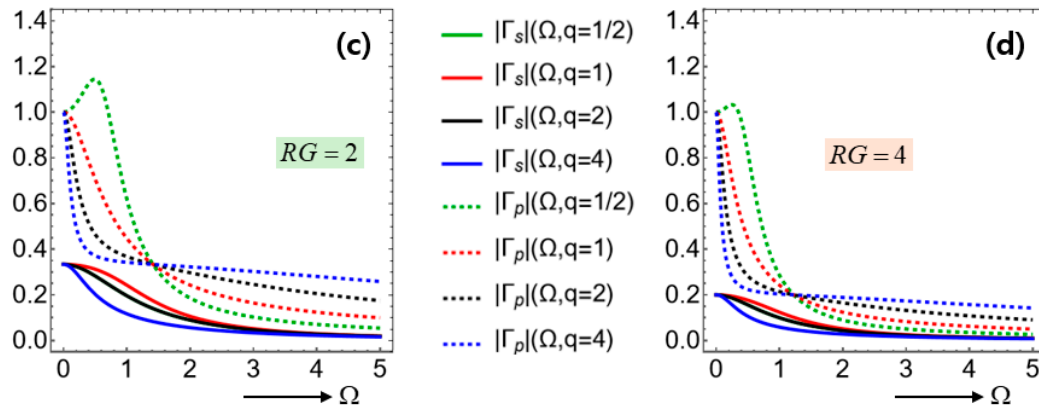 1.4
1.2
1.0
0.8
0.6
0.4
0.2
0.0
0 1 2 3 4 5
Ω
(c)
RG = 2
|Γs|(Ω,q=1/2)
|Γs|(Ω,q=1)
|Γs|(Ω,q=2)
|Γs|(Ω,q=4)
|Γp|(Ω,q=1/2)
|Γp|(Ω,q=1)
|Γp|(Ω,q=2)
|Γp|(Ω,q=4)
1.4
1.2
1.0
0.8
0.6
0.4
0.2
0.0
0 1 2 3 4 5
Ω
(d)
RG = 4